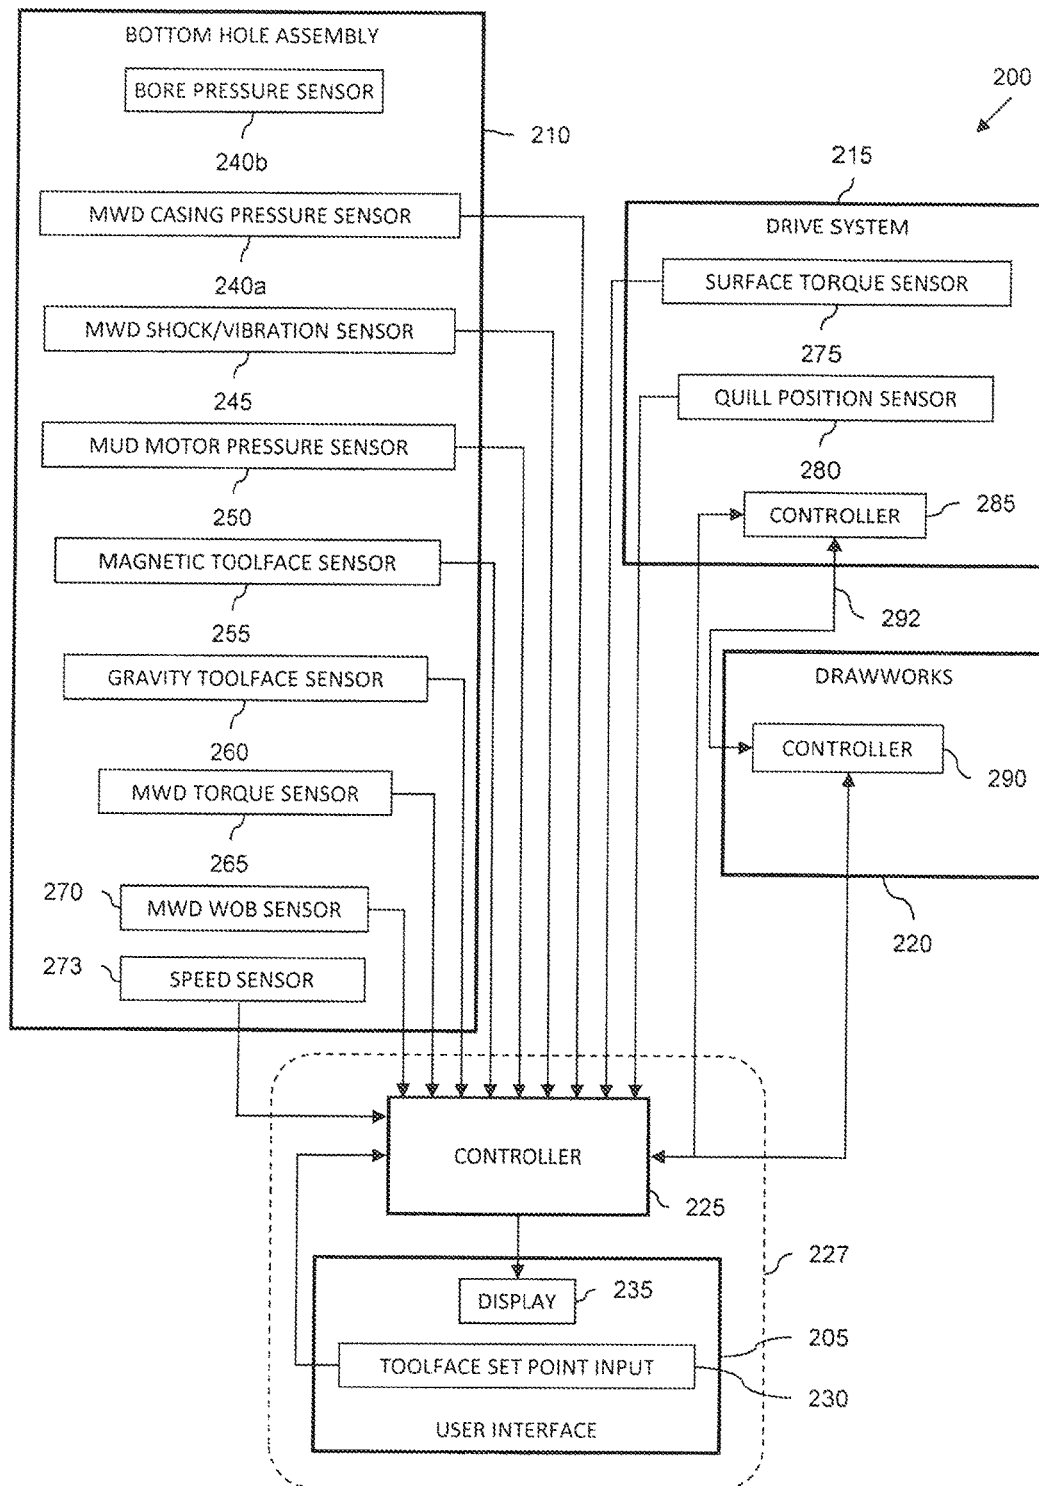 BOTTOM HOLE ASSEMBLY
BORE PRESSURE SENSOR
240b
210
MWD CASING PRESSURE SENSOR
240a
MWD SHOCK/VIBRATION SENSOR
245
MUD MOTOR PRESSURE SENSOR
250
MAGNETIC TOOLFACE SENSOR
255
GRAVITY TOOLFACE SENSOR
260
MWD TORQUE SENSOR
265
270
MWD WOB SENSOR
273
SPEED SENSOR
200
215
DRIVE SYSTEM
SURFACE TORQUE SENSOR
275
QUILL POSITION SENSOR
280
CONTROLLER
285
292
DRAWWORKS
CONTROLLER
290
220
CONTROLLER
225
227
DISPLAY
235
205
TOOLFACE SET POINT INPUT
230
USER INTERFACE